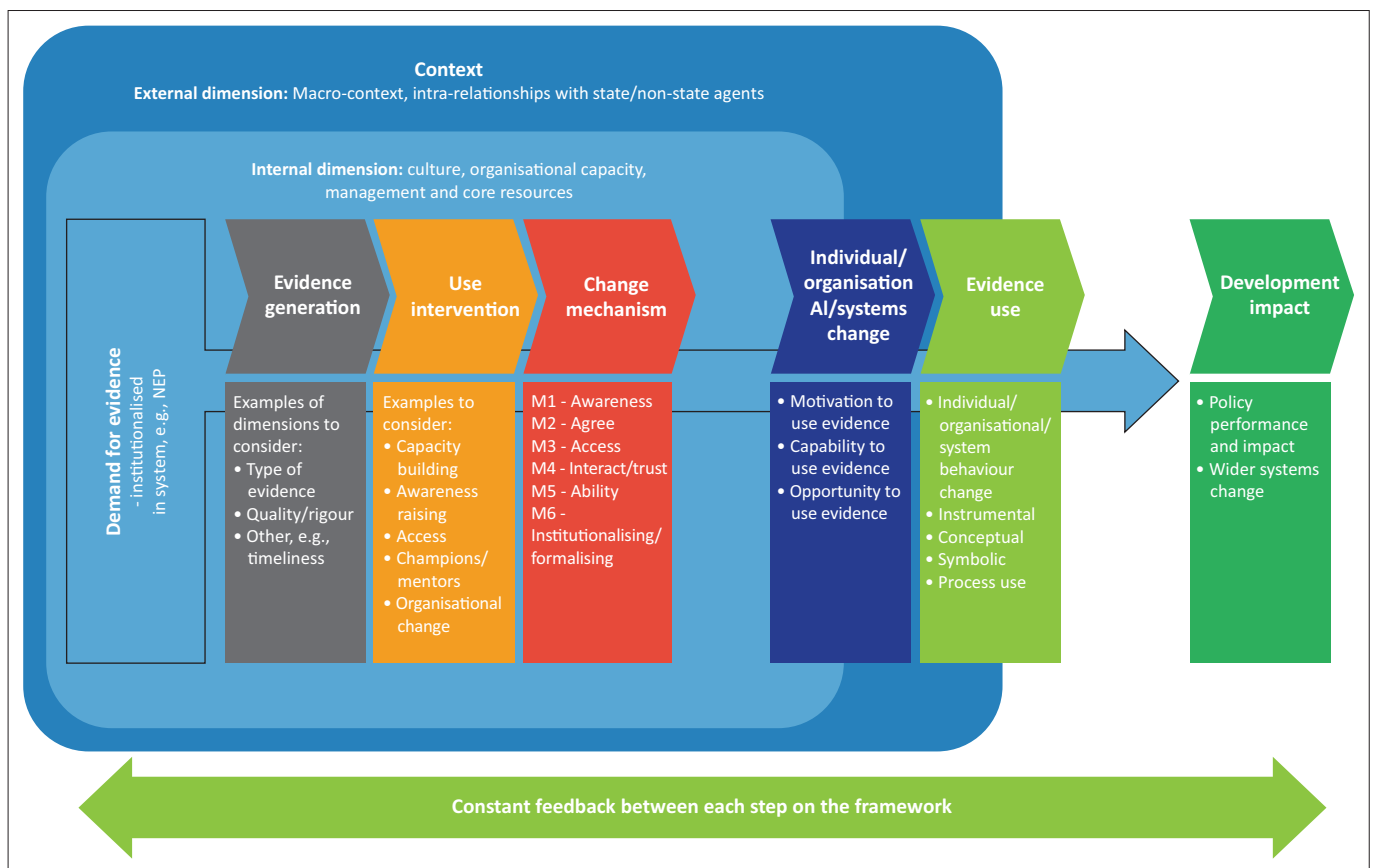 Context
External dimension: Macro-context, intra-relationships with state/non-state agents
Internal dimension: culture, organisational capacity,
management and core resources
Demand for evidence
- institutionalised
in system, e.g., NEP
Evidence
generation
Examples of
dimensions to
consider:
• Type of
evidence
• Quality/rigour
• Other, e.g.,
timeliness
Use
intervention
Examples to
consider:
• Capacity
building
• Awareness
raising
• Access
• Champions/
mentors
• Organisational
change
Change
mechanism
M1 - Awareness
M2 - Agree
M3 - Access
M4 - Interact/trust
M5 - Ability
M6 -
Institutionalising/
formalising
Individual/
organisation
AI/systems
change
• Motivation to
use evidence
• Capability to
use evidence
• Opportunity to
use evidence
Evidence
use
• Individual/
organisational/
system
behaviour
change
• Instrumental
• Conceptual
• Symbolic
• Process use
Development
impact
• Policy
performance
and impact
• Wider systems
change
Constant feedback between each step on the framework